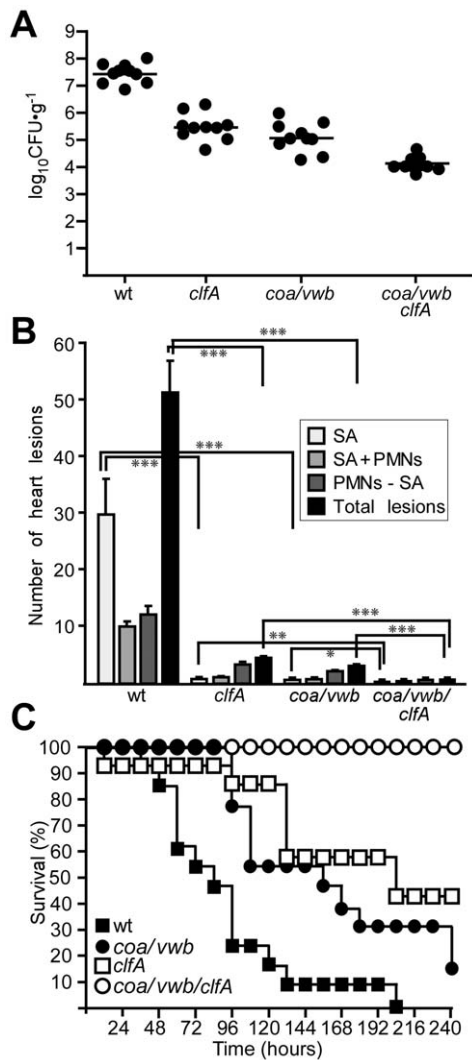 A
log10CFU•g-1
9
8
7
6
5
4
3
2
1
wt
clfA
coa/vwb
coa/vwb
clfA
B
Number of heart lesions
60
50
40
30
20
10
***
***
***
***
SA
SA+PMNs
PMNs - SA
Total lesions
**
***
*
***
wt
clfA
coa/vwb
coa/vwb/
clfA
C
Survival (%)
100
90
80
70
60
50
40
30
20
10
wt
coa/vwb
clfA
coa/vwb/clfA
24 48 72 96 120 144 168 192 216 240
Time (hours)